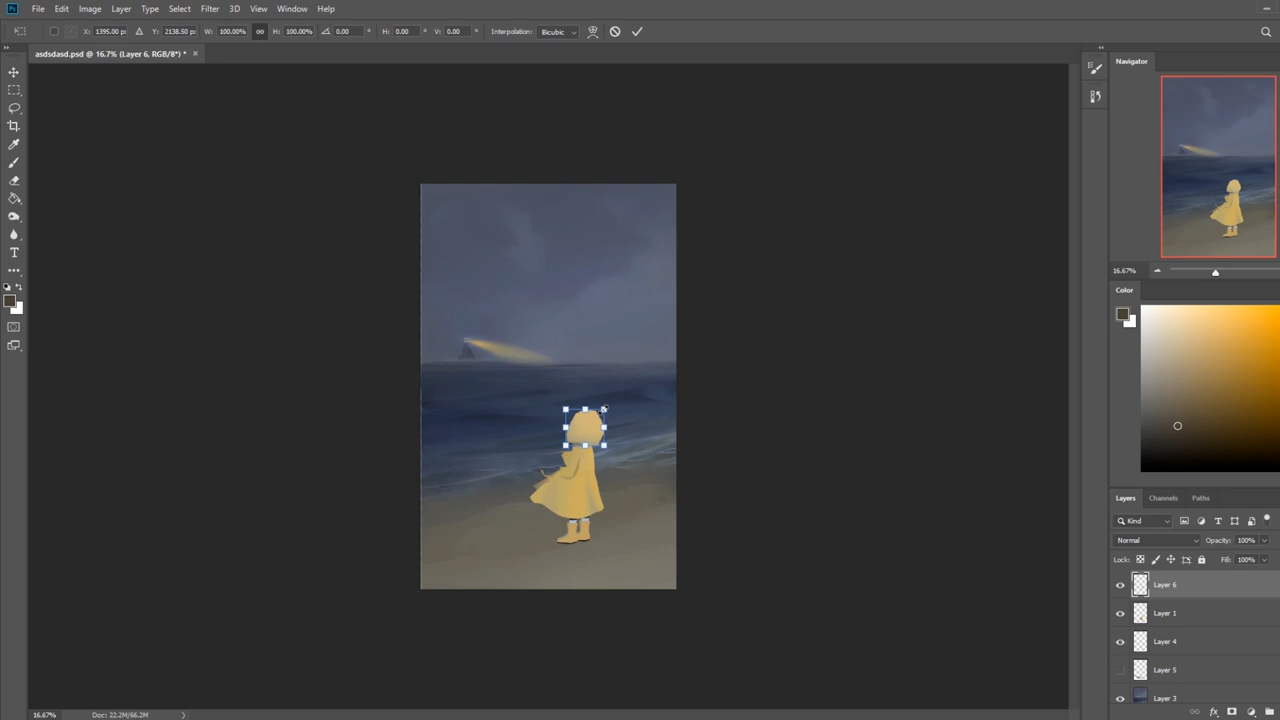 Ps File Edit Image Layer Type Select Filter 3D View Window Help
X: 1395.00 px Y: 2138.50 px W: 100.00% H: 100.00% 0.00 ° H: 0.00 ° V: 0.00 ° Interpolation: Bicubic
asdsdasd.psd @ 16.7% (Layer 6, RGB/8*) * ×
Navigator
16.67%
Color
Layers Channels Paths
Kind
Normal Opacity: 100%
Lock: Fill: 100%
Layer 6
Layer 1
Layer 4
Layer 5
Layer 3
16.67% Doc: 22.2M/66.2M